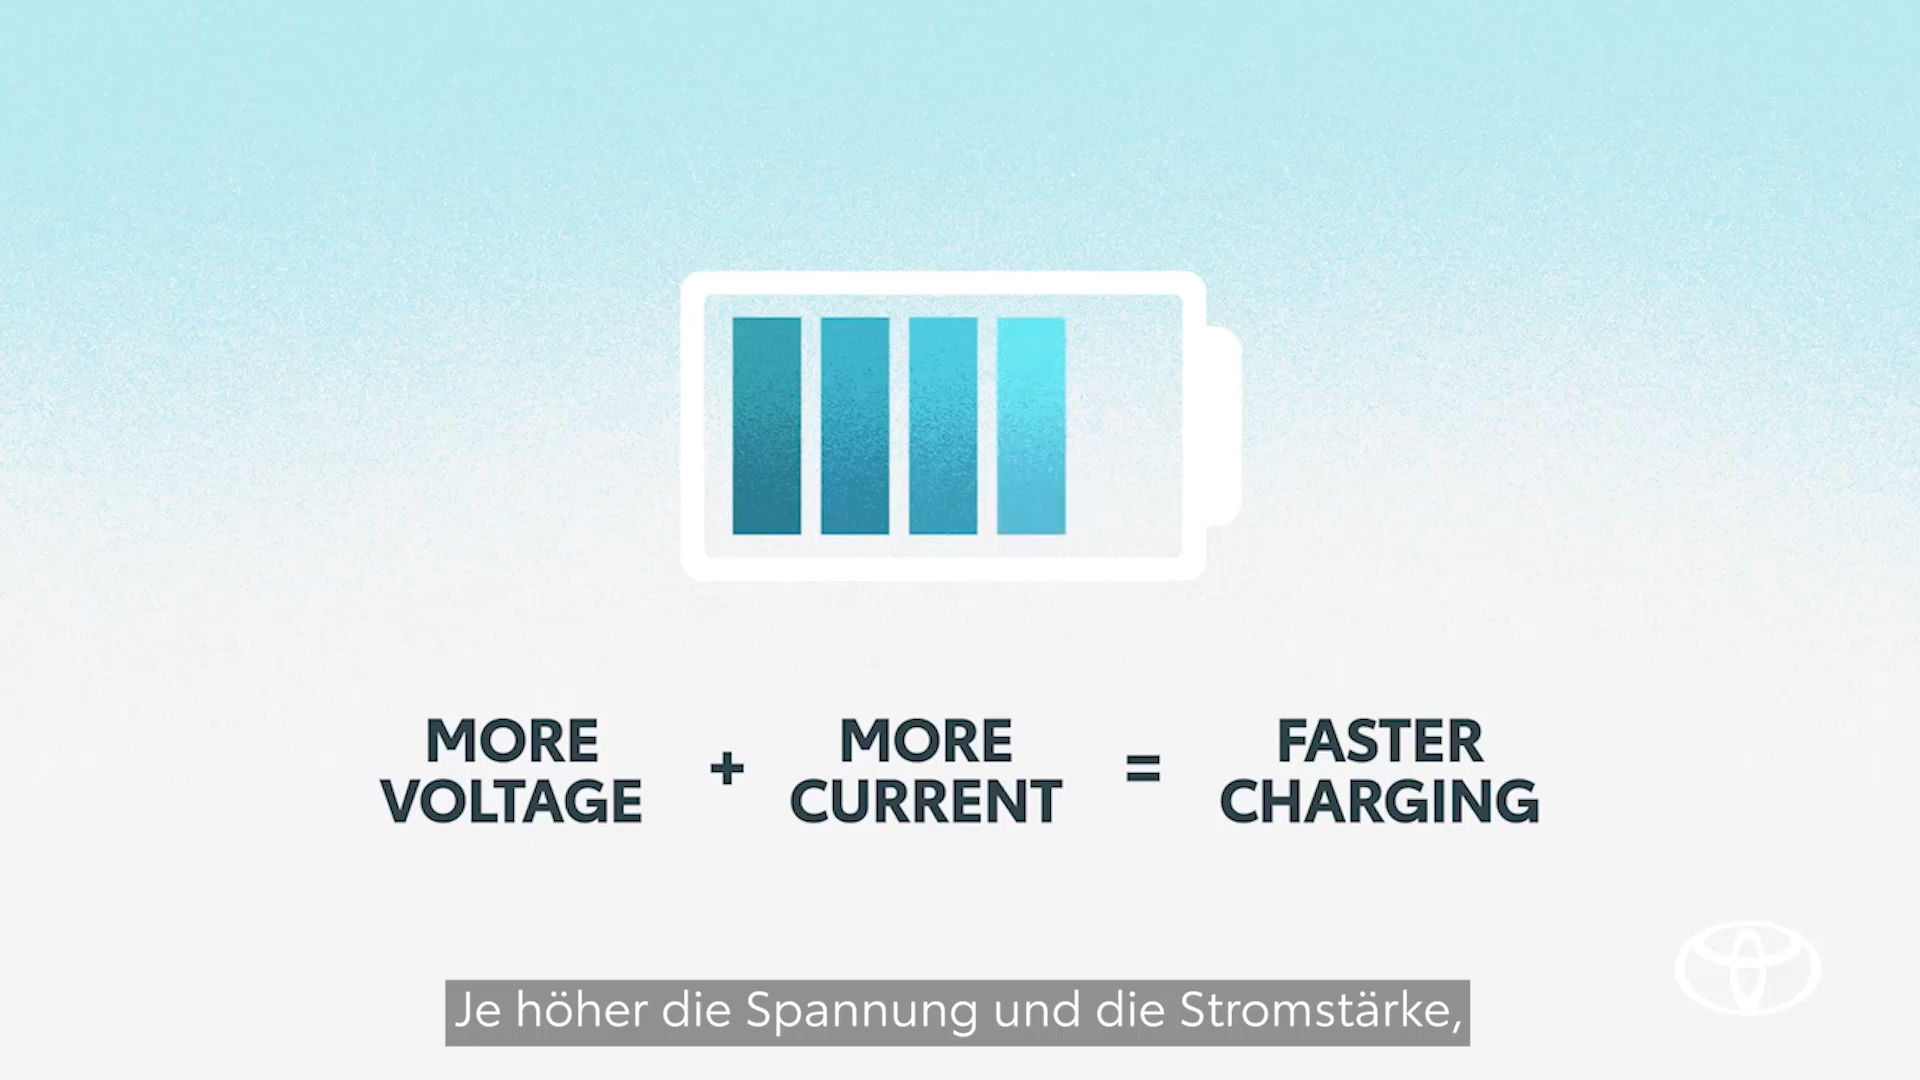 MORE
VOLTAGE
+
MORE
CURRENT
=
FASTER
CHARGING
Je höher die Spannung und die Stromstärke,